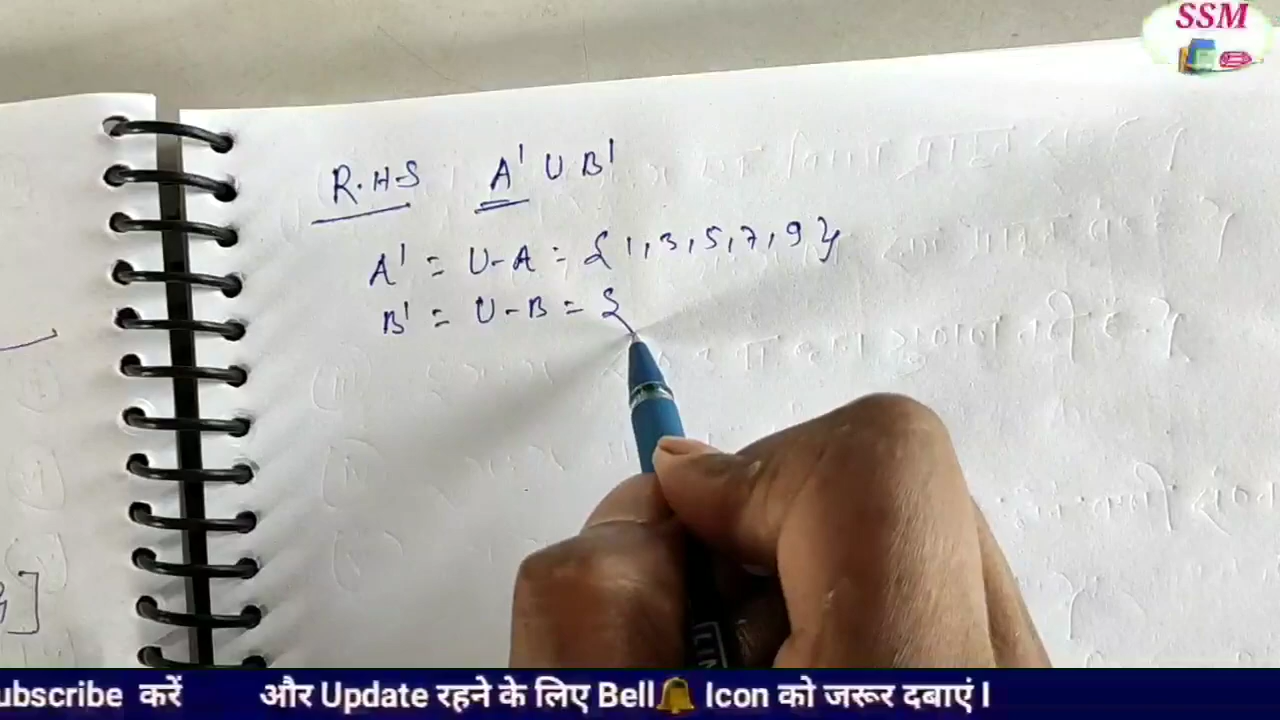 SSM
R.H.S A' ∪ B'
A' = U-A = {1,3,5,7,9}
B' = U-B = {
ubscribe करें और Update रहने के लिए Bell🔔 Icon को जरूर दबाएं l